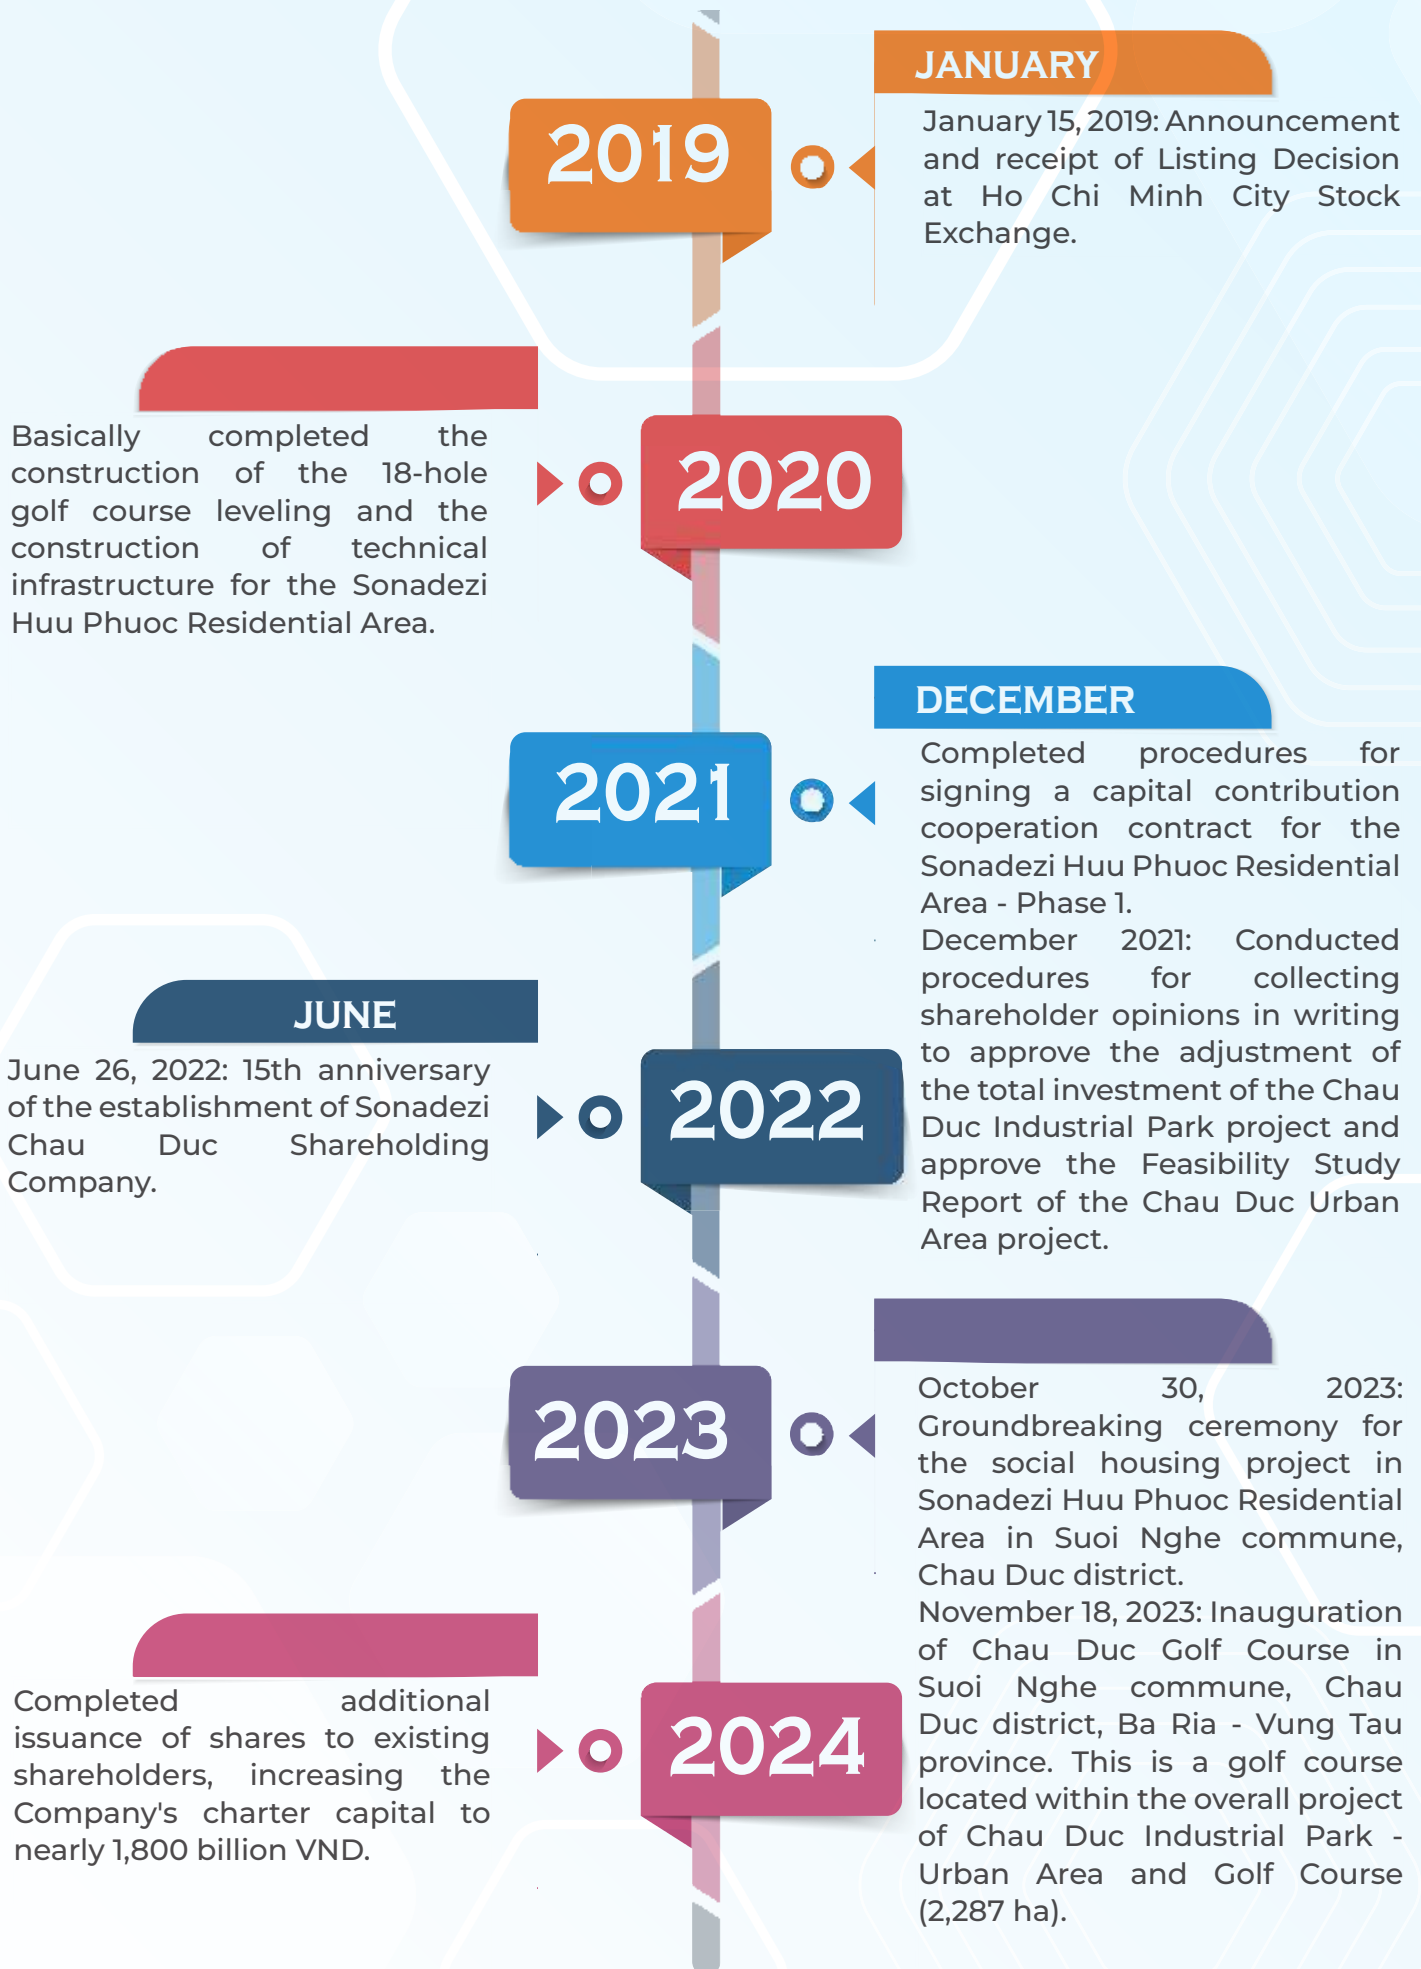 JANUARY
2019
January 15, 2019: Announcement
and receipt of Listing Decision
at Ho Chi Minh City Stock
Exchange.
2020
Basically completed the
construction of the 18-hole
golf course leveling and the
construction of technical
infrastructure for the Sonadezi
Huu Phuoc Residential Area.
DECEMBER
2021
Completed procedures for
signing a capital contribution
cooperation contract for the
Sonadezi Huu Phuoc Residential
Area - Phase 1.
December 2021: Conducted
procedures for collecting
shareholder opinions in writing
to approve the adjustment of
the total investment of the Chau
Duc Industrial Park project and
approve the Feasibility Study
Report of the Chau Duc Urban
Area project.
JUNE
2022
June 26, 2022: 15th anniversary
of the establishment of Sonadezi
Chau Duc Shareholding
Company.
2023
October 30, 2023:
Groundbreaking ceremony for
the social housing project in
Sonadezi Huu Phuoc Residential
Area in Suoi Nghe commune,
Chau Duc district.
November 18, 2023: Inauguration
of Chau Duc Golf Course in
Suoi Nghe commune, Chau
Duc district, Ba Ria - Vung Tau
province. This is a golf course
located within the overall project
of Chau Duc Industrial Park -
Urban Area and Golf Course
(2,287 ha).
2024
Completed additional
issuance of shares to existing
shareholders, increasing the
Company's charter capital to
nearly 1,800 billion VND.